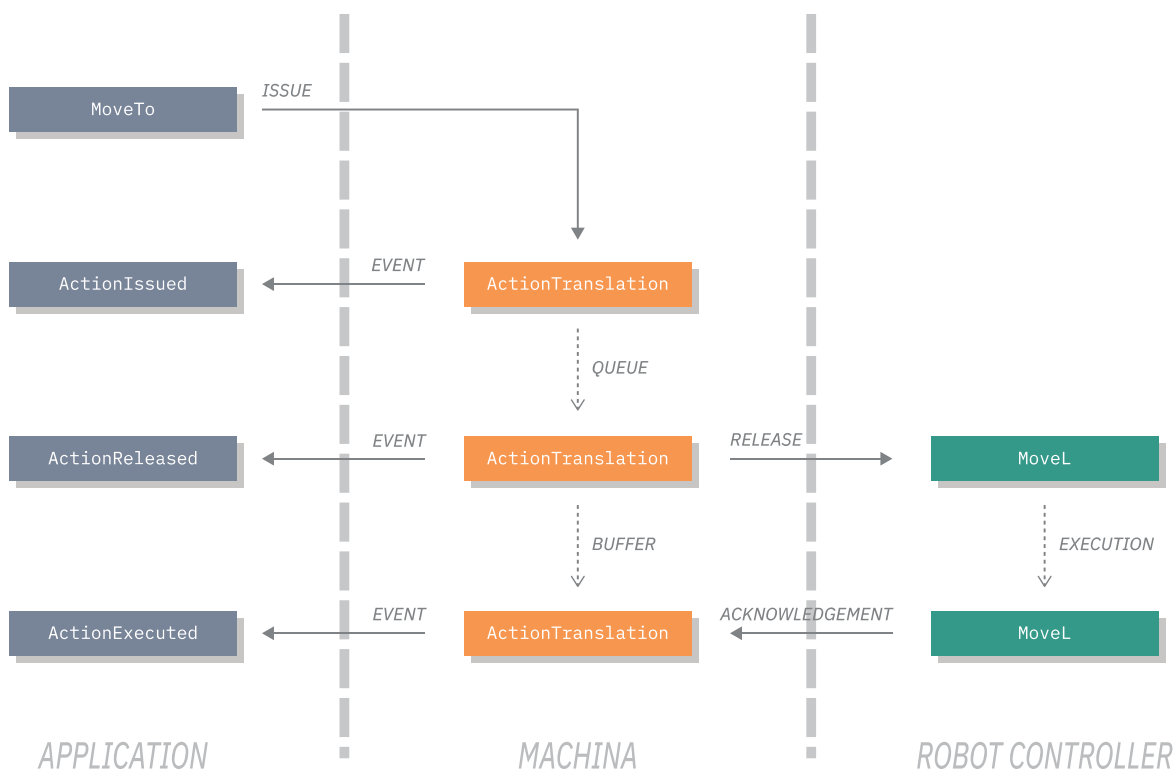 ISSUE
MoveTo
EVENT
ActionIssued
ActionTranslation
QUEUE
EVENT
RELEASE
ActionReleased
ActionTranslation
MoveL
BUFFER
EXECUTION
EVENT
ACKNOWLEDGEMENT
ActionExecuted
ActionTranslation
MoveL
APPLICATION
MACHINA
ROBOT CONTROLLER